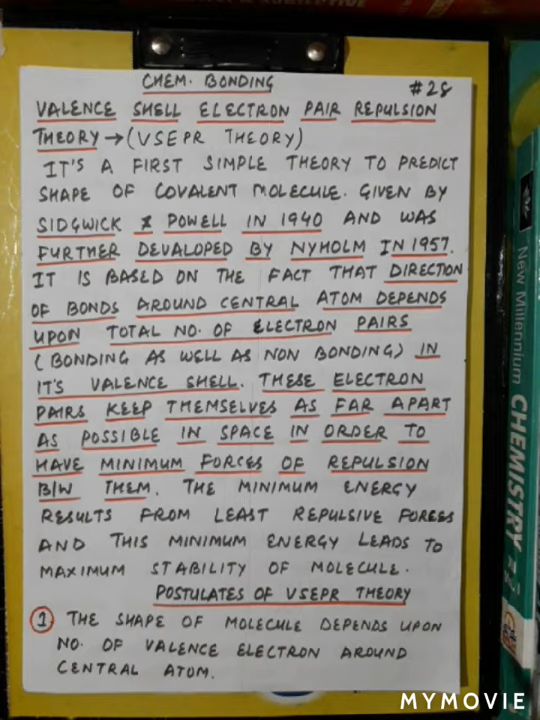 CHEM. BONDING #28
VALENCE SHELL ELECTRON PAIR REPULSION
THEORY → (VSEPR THEORY)
IT'S A FIRST SIMPLE THEORY TO PREDICT
SHAPE OF COVALENT MOLECULE. GIVEN BY
SIDGWICK & POWELL IN 1940 AND WAS
FURTHER DEVALOPED BY NYHOLM IN 1957.
IT IS BASED ON THE FACT THAT DIRECTION
OF BONDS AROUND CENTRAL ATOM DEPENDS
UPON TOTAL NO. OF ELECTRON PAIRS
(BONDING AS WELL AS NON BONDING) IN
IT'S VALENCE SHELL. THESE ELECTRON
PAIRS KEEP THEMSELVES AS FAR APART
AS POSSIBLE IN SPACE IN ORDER TO
HAVE MINIMUM FORCES OF REPULSION
B/W THEM. THE MINIMUM ENERGY
RESULTS FROM LEAST REPULSIVE FORCES
AND THIS MINIMUM ENERGY LEADS TO
MAXIMUM STABILITY OF MOLECULE.
POSTULATES OF VSEPR THEORY
1 THE SHAPE OF MOLECULE DEPENDS UPON
NO. OF VALENCE ELECTRON AROUND
CENTRAL ATOM.
New Millennium CHEMISTRY
MYMOVIE